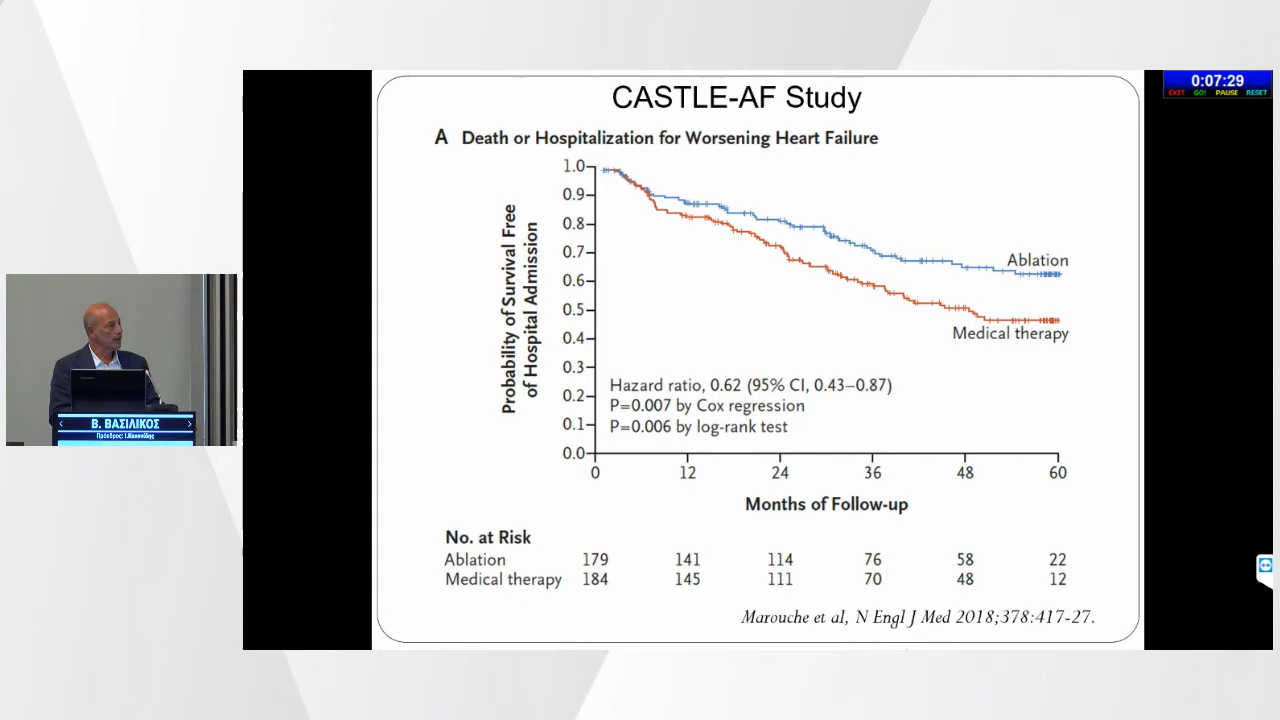 CASTLE-AF Study
0:07:29
EXIT GO! PAUSE RESET
A Death or Hospitalization for Worsening Heart Failure
Probability of Survival Free
of Hospital Admission
1.0
0.9
0.8
0.7
0.6
0.5
0.4
0.3
0.2
0.1
0.0
Ablation
Medical therapy
Hazard ratio, 0.62 (95% CI, 0.43–0.87)
P=0.007 by Cox regression
P=0.006 by log-rank test
0 12 24 36 48 60
Months of Follow-up
No. at Risk
Ablation 179 141 114 76 58 22
Medical therapy 184 145 111 70 48 12
Marouche et al, N Engl J Med 2018;378:417-27.
Β. ΒΑΣΙΛΙΚΟΣ
Πρόεδρος: Ι.Κανονίδης